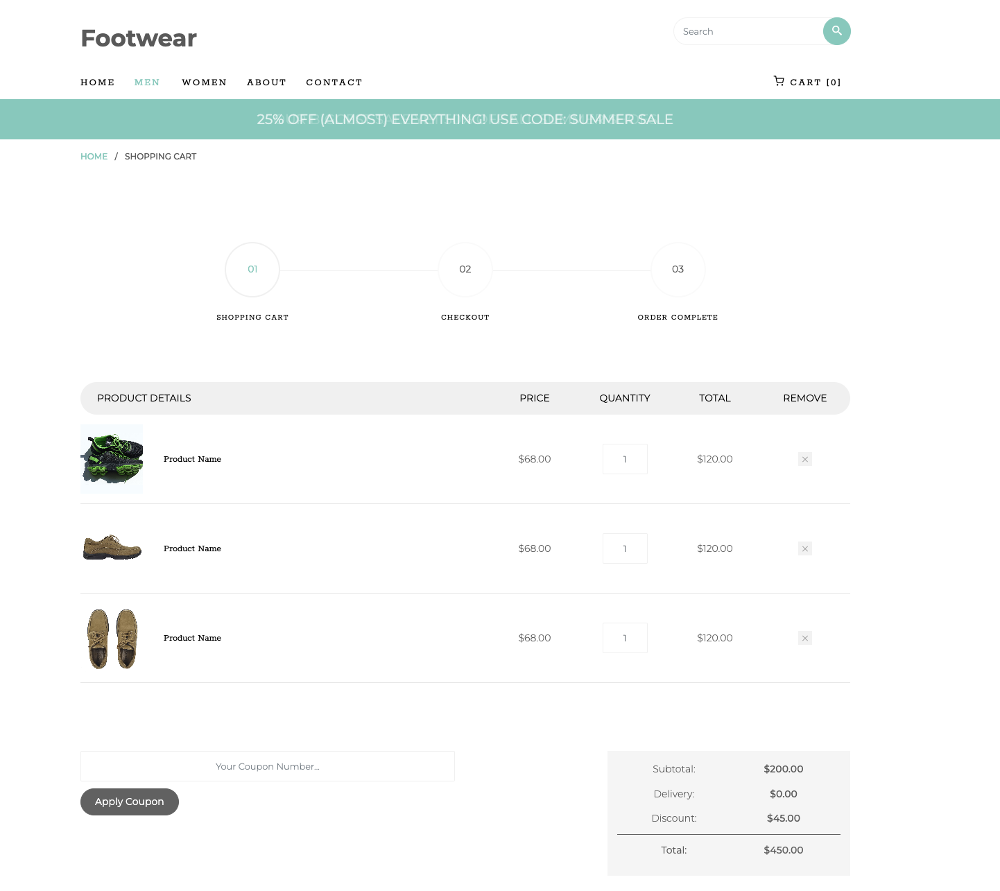 Footwear
Search
HOME MEN WOMEN ABOUT CONTACT CART [0]
25% OFF (ALMOST) EVERYTHING! USE CODE: SUMMER SALE
HOME / SHOPPING CART
01 02 03
SHOPPING CART CHECKOUT ORDER COMPLETE
PRODUCT DETAILS PRICE QUANTITY TOTAL REMOVE
Product Name $68.00 1 $120.00
Product Name $68.00 1 $120.00
Product Name $68.00 1 $120.00
Your Coupon Number...
Apply Coupon
Subtotal: $200.00
Delivery: $0.00
Discount: $45.00
Total: $450.00